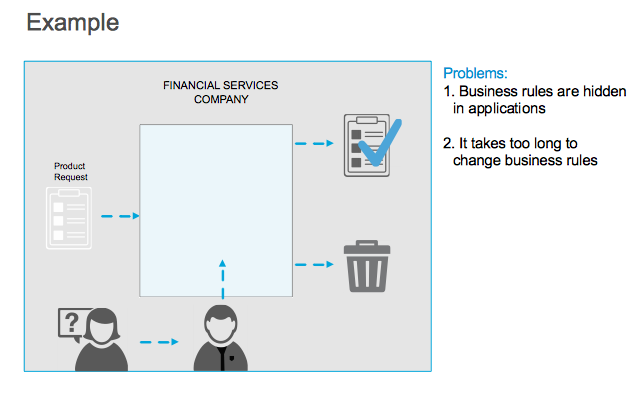 Example
FINANCIAL SERVICES
COMPANY
Product
Request
?
Problems:
1. Business rules are hidden
in applications
2. It takes too long to
change business rules